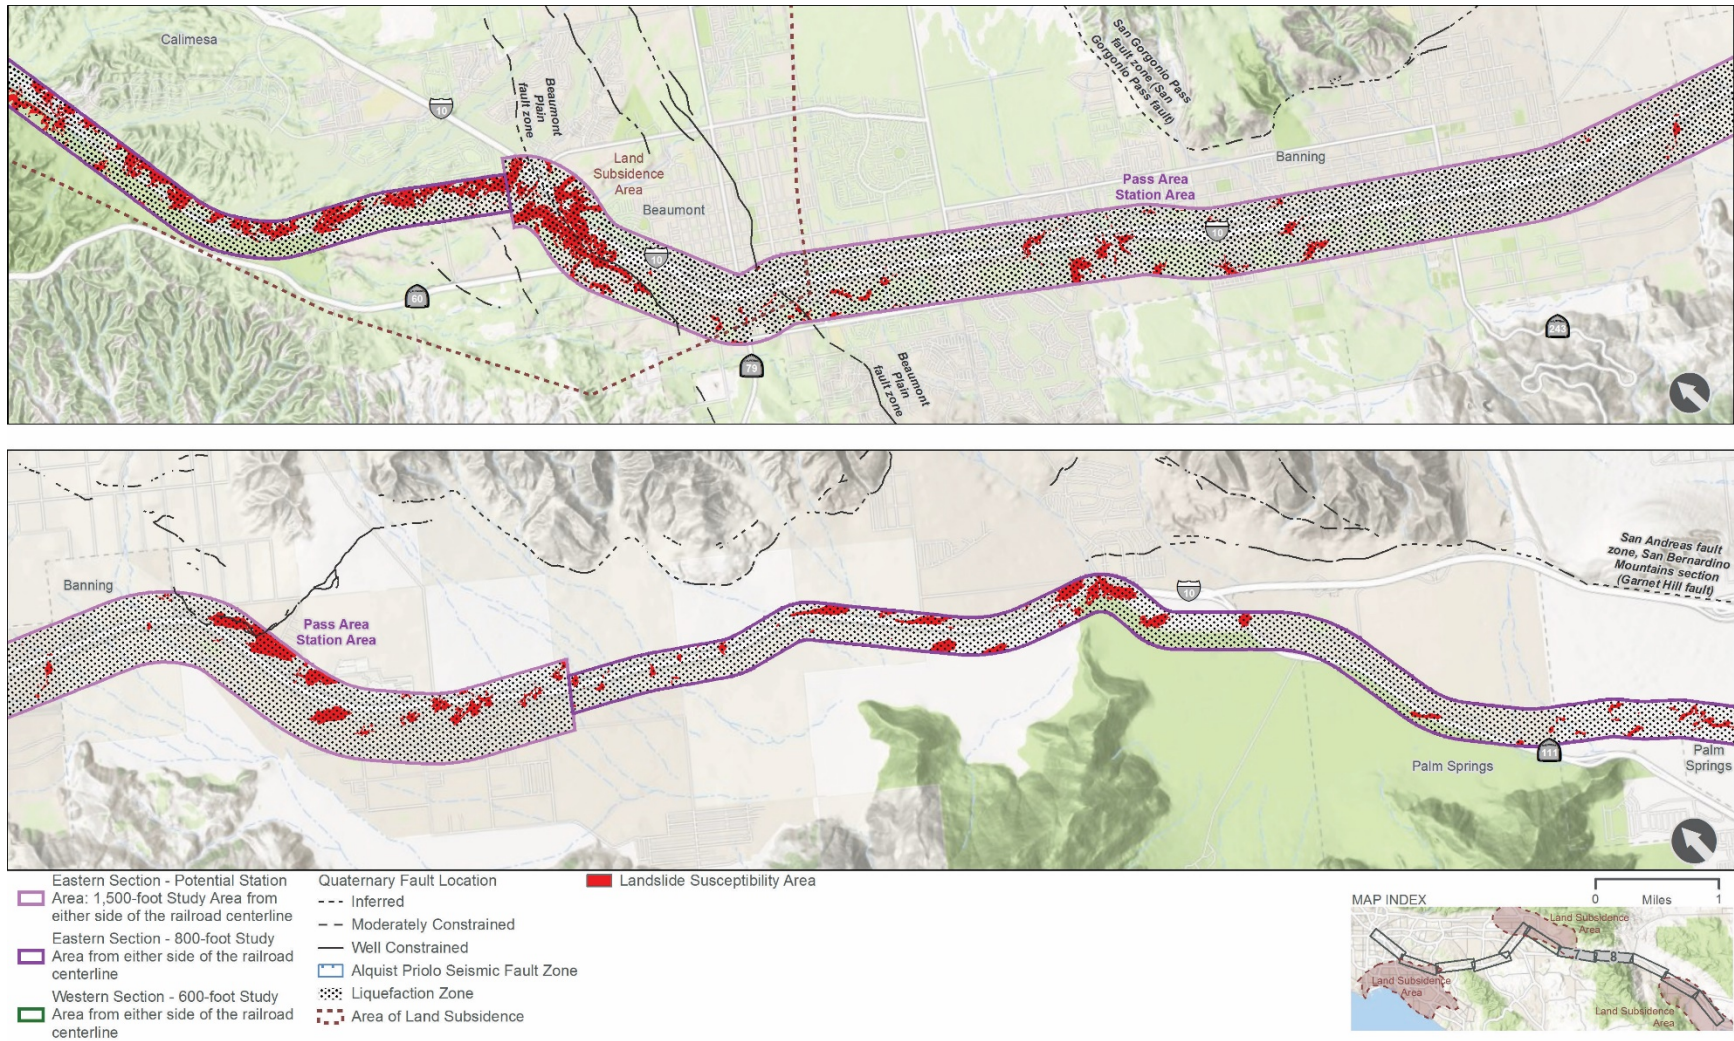 Calimesa
10
Beaumont
Plain
fault zone
Land
Subsidence
Area
Beaumont
10
60
79
Beaumont
Plain
fault zone
San Gorgonio Pass
fault zone (San
Gorgonio Pass fault)
Banning
Pass Area
Station Area
10
243
Banning
Pass Area
Station Area
10
San Andreas fault
zone, San Bernardino
Mountains section
(Garnet Hill fault)
Palm Springs
111
Palm
Springs
Eastern Section - Potential Station
Area: 1,500-foot Study Area from
either side of the railroad centerline
Eastern Section - 800-foot Study
Area from either side of the railroad
centerline
Western Section - 600-foot Study
Area from either side of the railroad
centerline
Quaternary Fault Location
Inferred
Moderately Constrained
Well Constrained
Alquist Priolo Seismic Fault Zone
Liquefaction Zone
Area of Land Subsidence
Landslide Susceptibility Area
0 Miles 1
MAP INDEX
Land Subsidence
Area
7
8
Land Subsidence
Area
Land Subsidence
Area